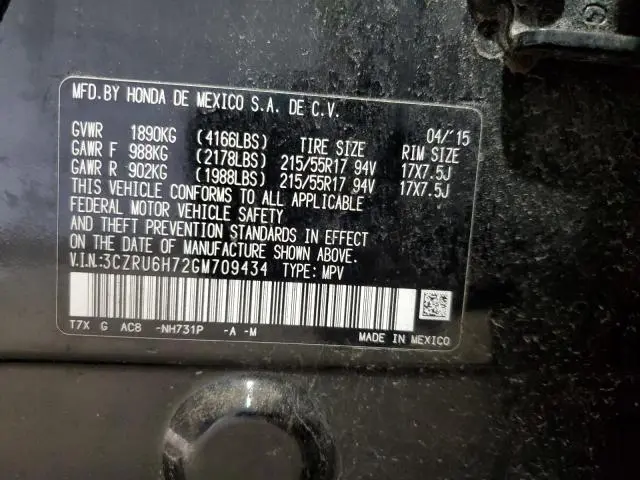 MFD.BY HONDA DE MEXICO S.A. DE C.V.
04/'15
GVWR 1890KG (4166LBS) TIRE SIZE RIM SIZE
GAWR F 988KG (2178LBS) 215/55R17 94V 17X7.5J
GAWR R 902KG (1988LBS) 215/55R17 94V 17X7.5J
THIS VEHICLE CONFORMS TO ALL APPLICABLE
FEDERAL MOTOR VEHICLE SAFETY
AND THEFT PREVENTION STANDARDS IN EFFECT
ON THE DATE OF MANUFACTURE SHOWN ABOVE.
V.I.N:3CZRU6H72GM709434 TYPE: MPV
T7X G AC8 -NH731P -A -M MADE IN MEXICO